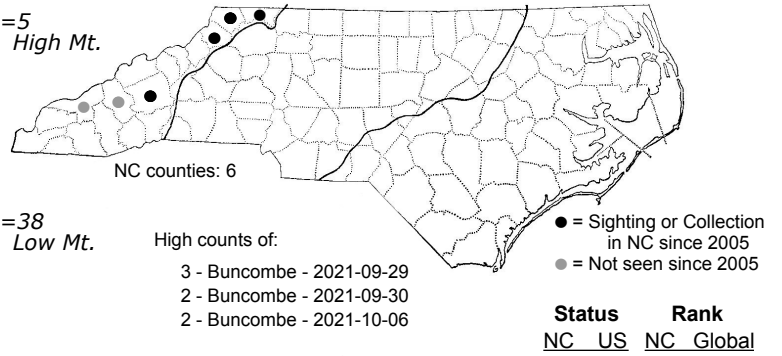 =5
High Mt.
NC counties: 6
=38
Low Mt.
High counts of:
3 - Buncombe - 2021-09-29
2 - Buncombe - 2021-09-30
2 - Buncombe - 2021-10-06
● = Sighting or Collection
in NC since 2005
● = Not seen since 2005
Status Rank
NC US NC Global